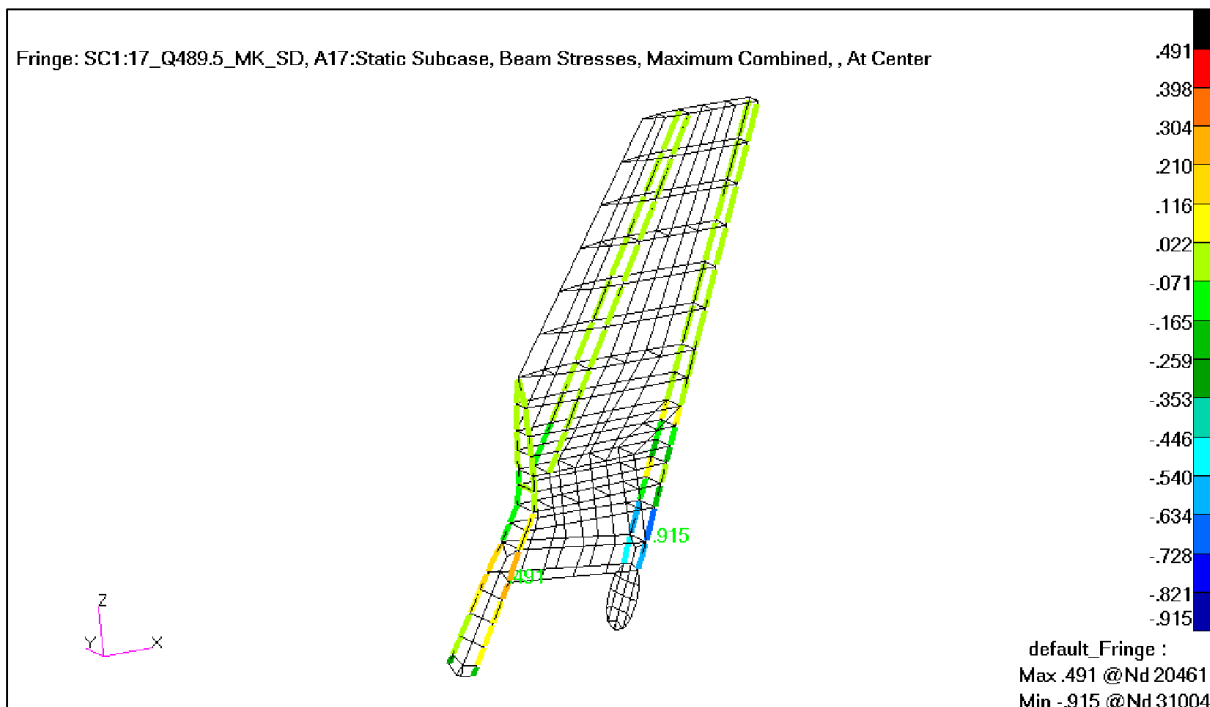 Fringe: SC1:17_Q489.5_MK_SD, A17:Static Subcase, Beam Stresses, Maximum Combined, , At Center
.491
.398
.304
.210
.116
.022
-.071
-.165
-.259
-.353
-.446
-.540
-.634
-.728
-.821
-.915
.915
.491
Z
Y
X
default_Fringe :
Max .491 @Nd 20461
Min -.915 @Nd 31004